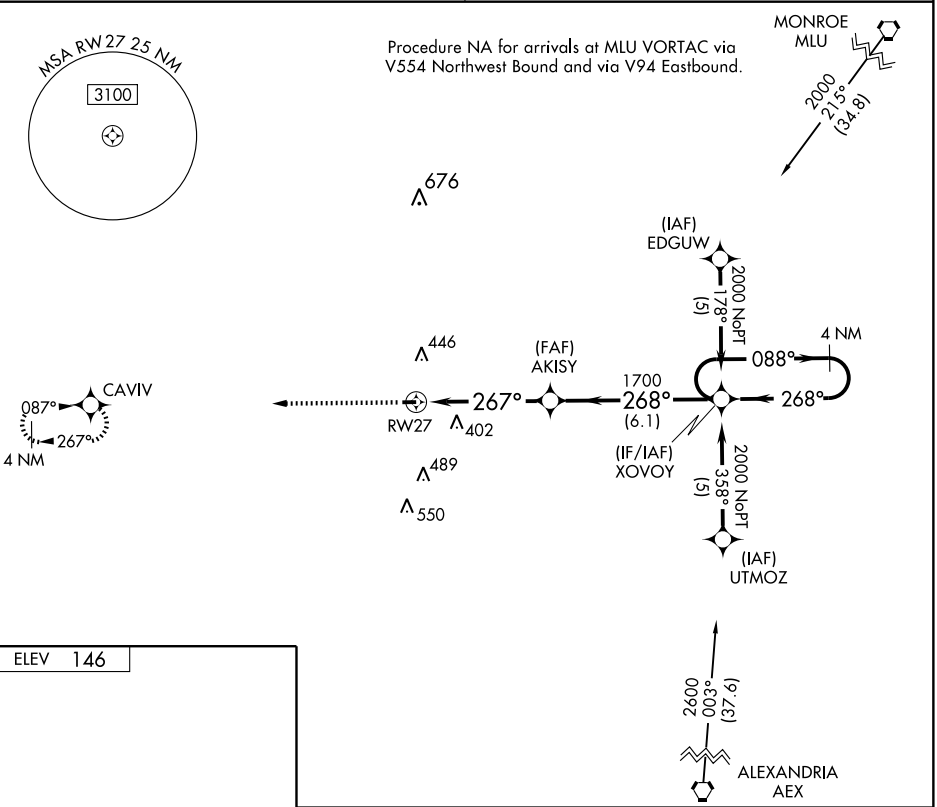 MSA RW 27 25 NM
3100
Procedure NA for arrivals at MLU VORTAC via
V554 Northwest Bound and via V94 Eastbound.
MONROE
MLU
2000
215°
(34.8)
676
(IAF)
EDGUW
2000 NoPT
178°
(5)
446
(FAF)
AKISY
4 NM
088°
CAVIV
087°
267°
4 NM
RW27
267°
402
1700
268°
(6.1)
268°
(IF/IAF)
XOVOY
489
550
2000 NoPT
358°
(5)
(IAF)
UTMOZ
ELEV 146
2600
003°
(37.6)
ALEXANDRIA
AEX